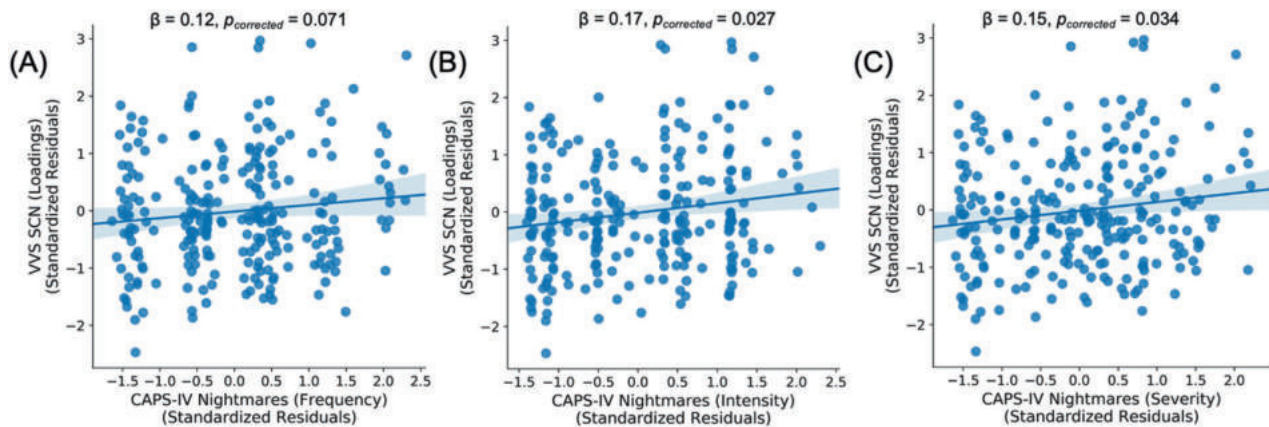 β = 0.12, p_corrected = 0.071
(A)
3
2
1
0
−1
−2
VVS SCN (Loadings)
(Standardized Residuals)
−1.5 −1.0 −0.5 0.0 0.5 1.0 1.5 2.0 2.5
CAPS-IV Nightmares (Frequency)
(Standardized Residuals)
β = 0.17, p_corrected = 0.027
(B)
3
2
1
0
−1
−2
VVS SCN (Loadings)
(Standardized Residuals)
−1.5 −1.0 −0.5 0.0 0.5 1.0 1.5 2.0 2.5
CAPS-IV Nightmares (Intensity)
(Standardized Residuals)
β = 0.15, p_corrected = 0.034
(C)
3
2
1
0
−1
−2
VVS SCN (Loadings)
(Standardized Residuals)
−1.5 −1.0 −0.5 0.0 0.5 1.0 1.5 2.0
CAPS-IV Nightmares (Severity)
(Standardized Residuals)